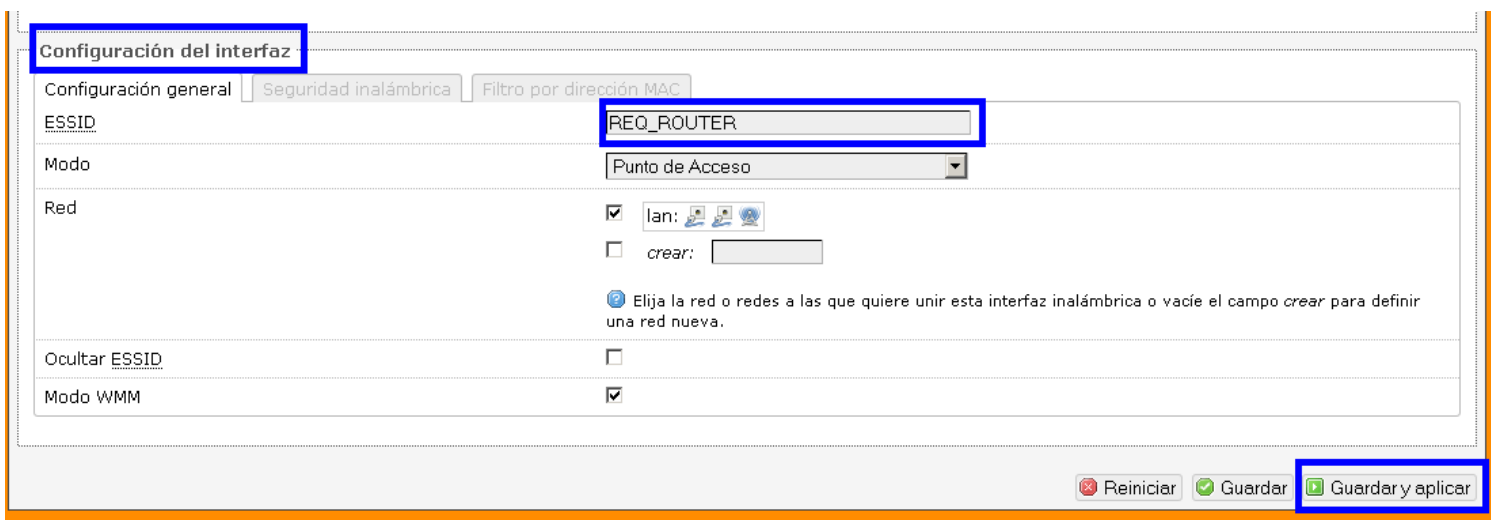 Configuración del interfaz
Configuración general Seguridad inalámbrica Filtro por dirección MAC
ESSID REQ_ROUTER
Modo Punto de Acceso
Red lan:
crear:
Elija la red o redes a las que quiere unir esta interfaz inalámbrica o vacíe el campo crear para definir
una red nueva.
Ocultar ESSID
Modo WMM
Reiniciar Guardar Guardar y aplicar